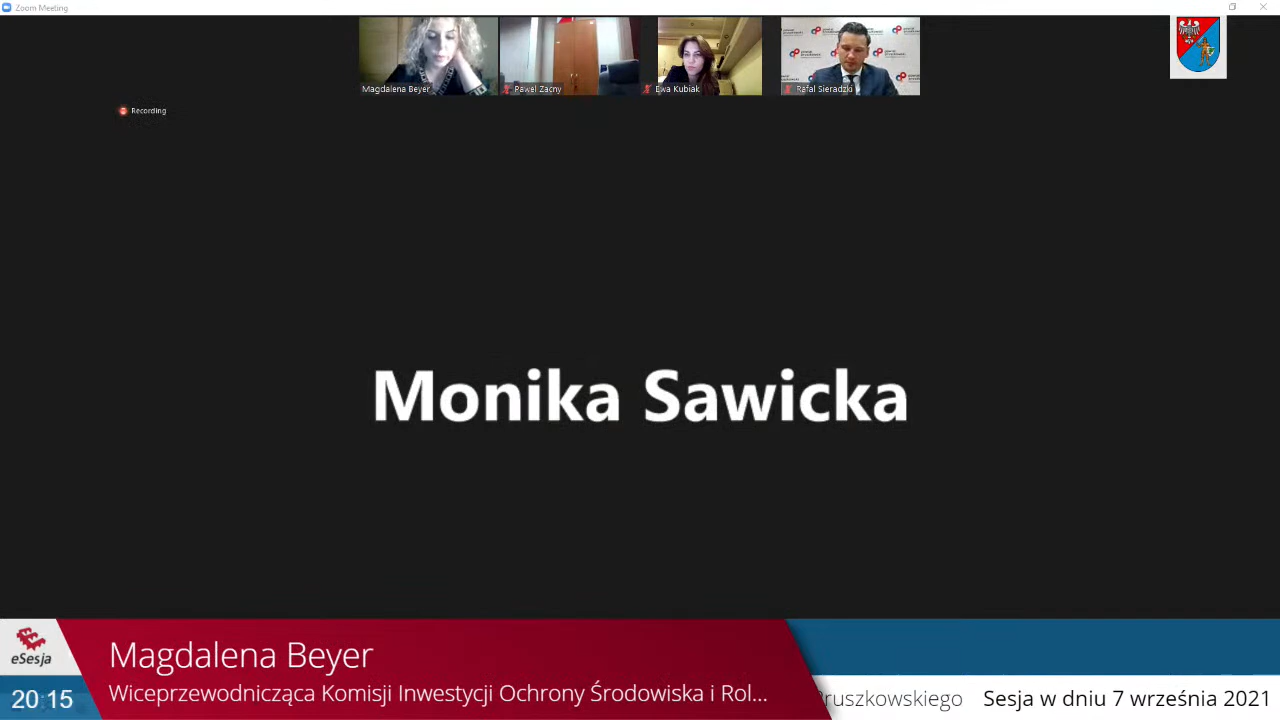 Zoom Meeting
Magdalena Beyer
Paweł Zacny
Ewa Kubiak
Rafał Sieradzki
Recording
Monika Sawicka
eSesja
Magdalena Beyer
Wiceprzewodnicząca Komisji Inwestycji Ochrony Środowiska i Rol...
20:15
Pruszkowskiego Sesja w dniu 7 września 2021